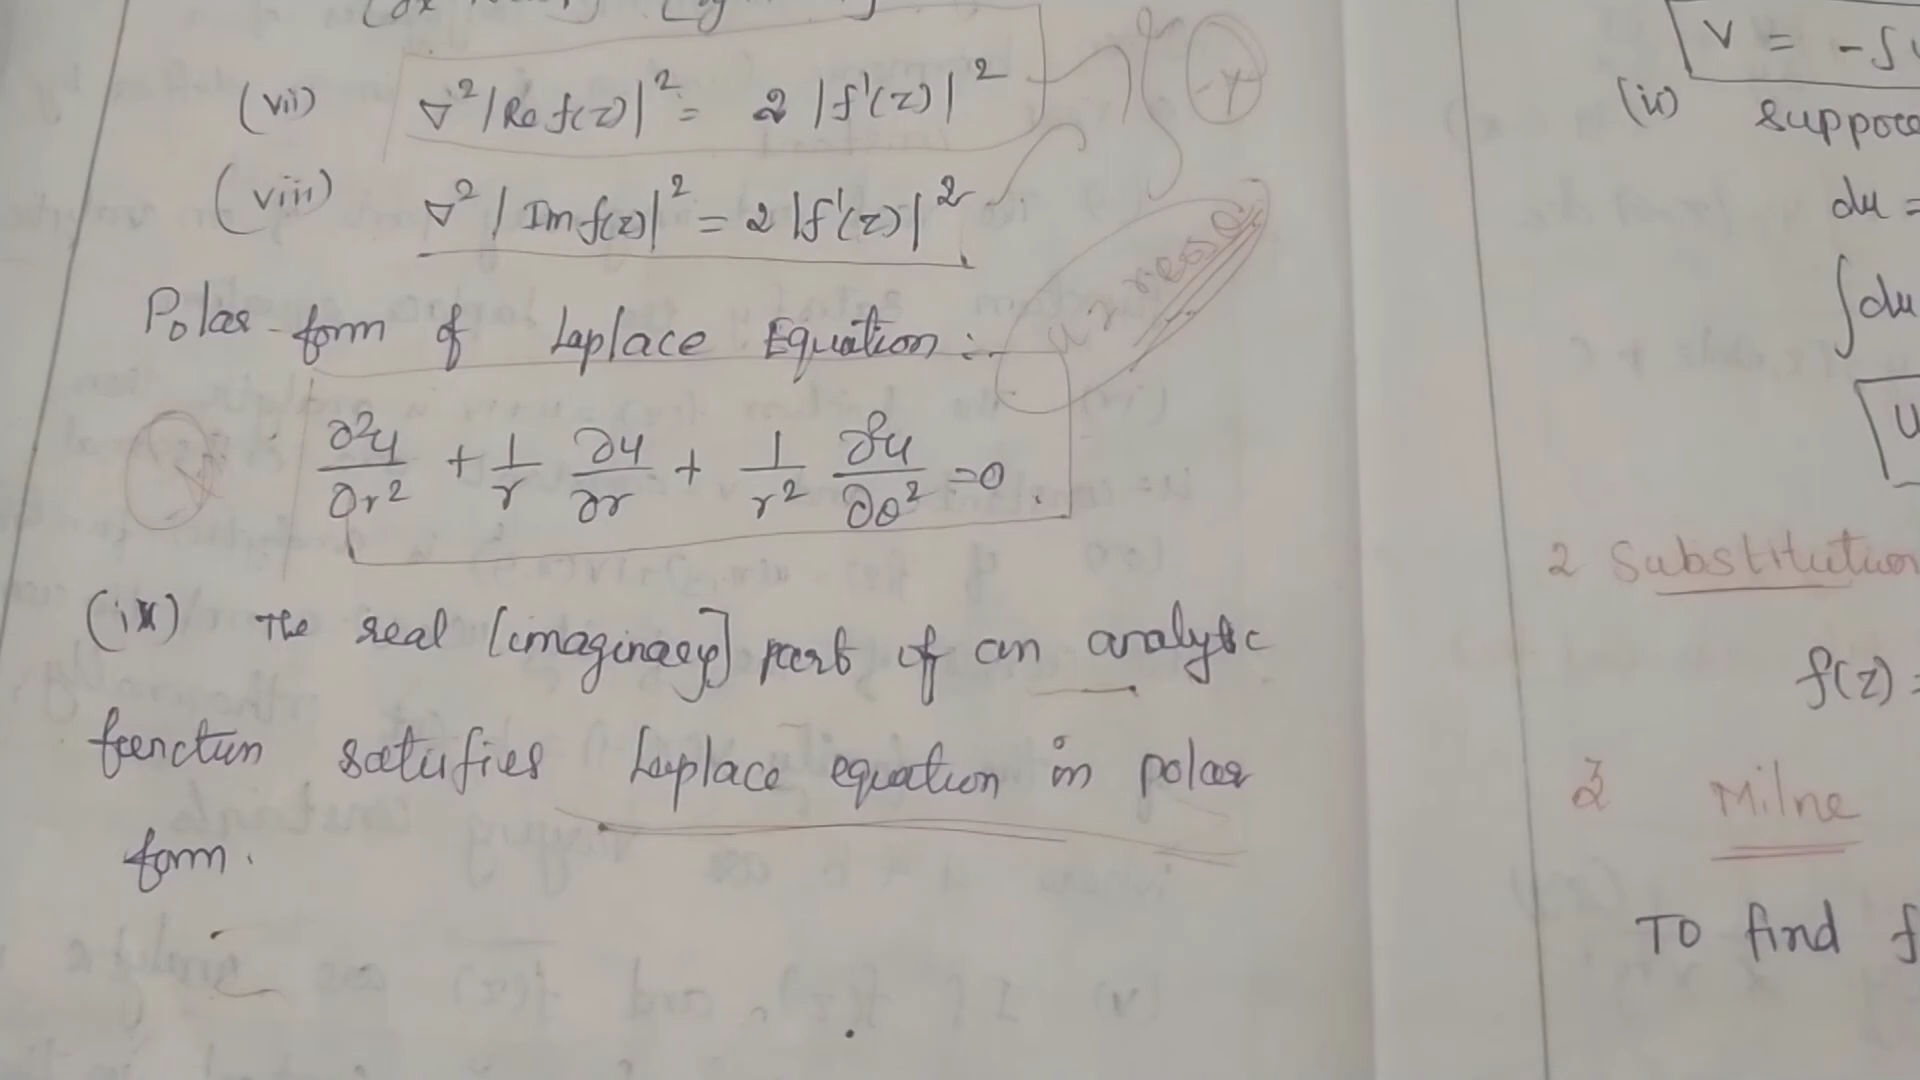 (vii) ∇²|Re f(z)|² = 2|f'(z)|²
(viii) ∇²|Im f(z)|² = 2|f'(z)|²
Polar form of Laplace Equation :-
∂²u/∂r² + 1/r ∂u/∂r + 1/r² ∂²u/∂θ² = 0.
(ix) The real [imaginary] part of an analytic
function satisfies Laplace equation in polar
form.
V = -∫
(ii) suppose
du =
∫du
u
2 Substitution
f(z) =
3 Milne
To find f